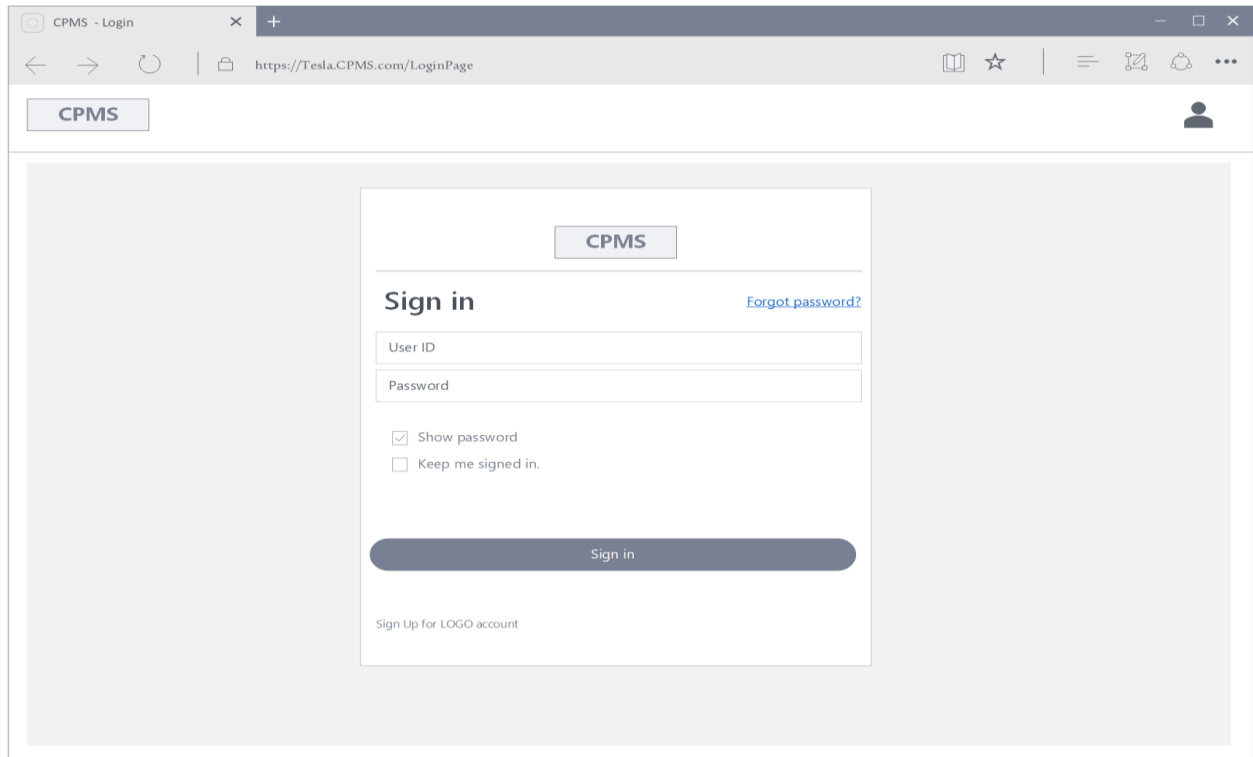 CPMS - Login
https://Tesla.CPMS.com/LoginPage
CPMS
CPMS
Sign in
Forgot password?
User ID
Password
Show password
Keep me signed in.
Sign in
Sign Up for LOGO account